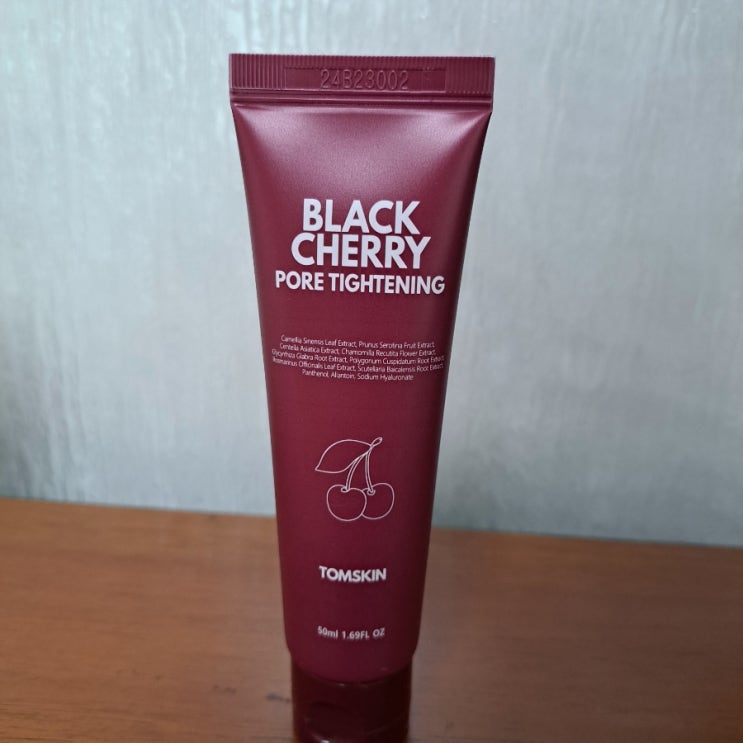 24B23002
BLACK
CHERRY
PORE TIGHTENING
Camellia Sinensis Leaf Extract, Prunus Serotina Fruit Extract,
Centella Asiatica Extract, Chamomilla Recutita Flower Extract,
Glycyrrhiza Glabra Root Extract, Polygonum Cuspidatum Root Extract,
Rosmarinus Officinalis Leaf Extract, Scutellaria Baicalensis Root Extract,
Panthenol, Allantoin, Sodium Hyaluronate
TOMSKIN
50ml 1.69FL OZ